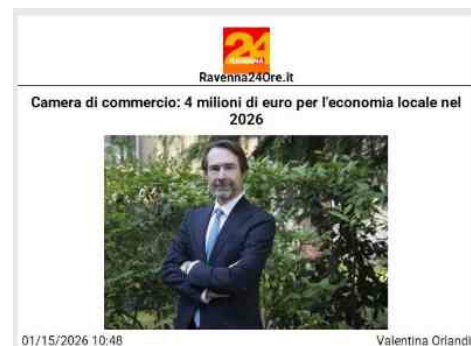 24
RAVENNA
Ravenna24Ore.it
Camera di commercio: 4 milioni di euro per l'economia locale nel
2026
01/15/2026 10:48 Valentina Orlandi